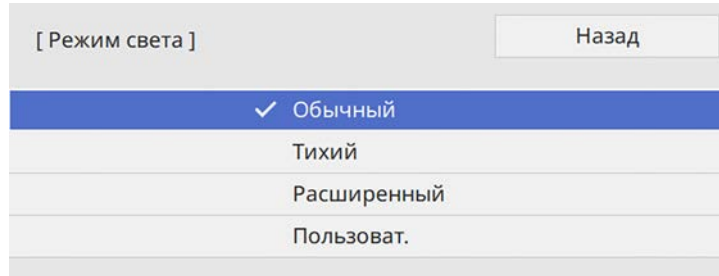 [ Режим света ]
Назад
Обычный
Тихий
Расширенный
Пользоват.